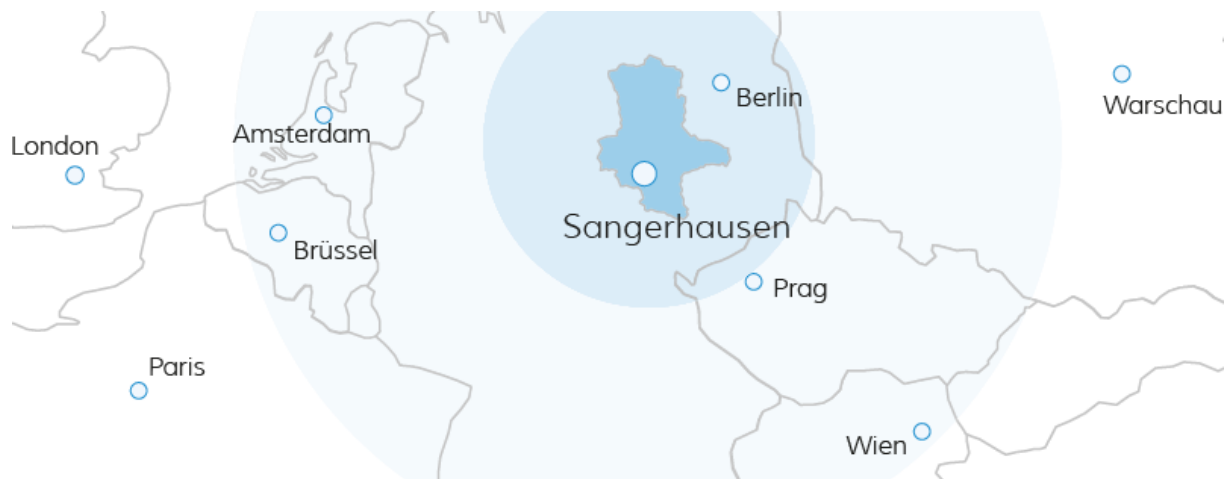 Berlin
Warschau
Amsterdam
London
Sangerhausen
Brüssel
Prag
Paris
Wien